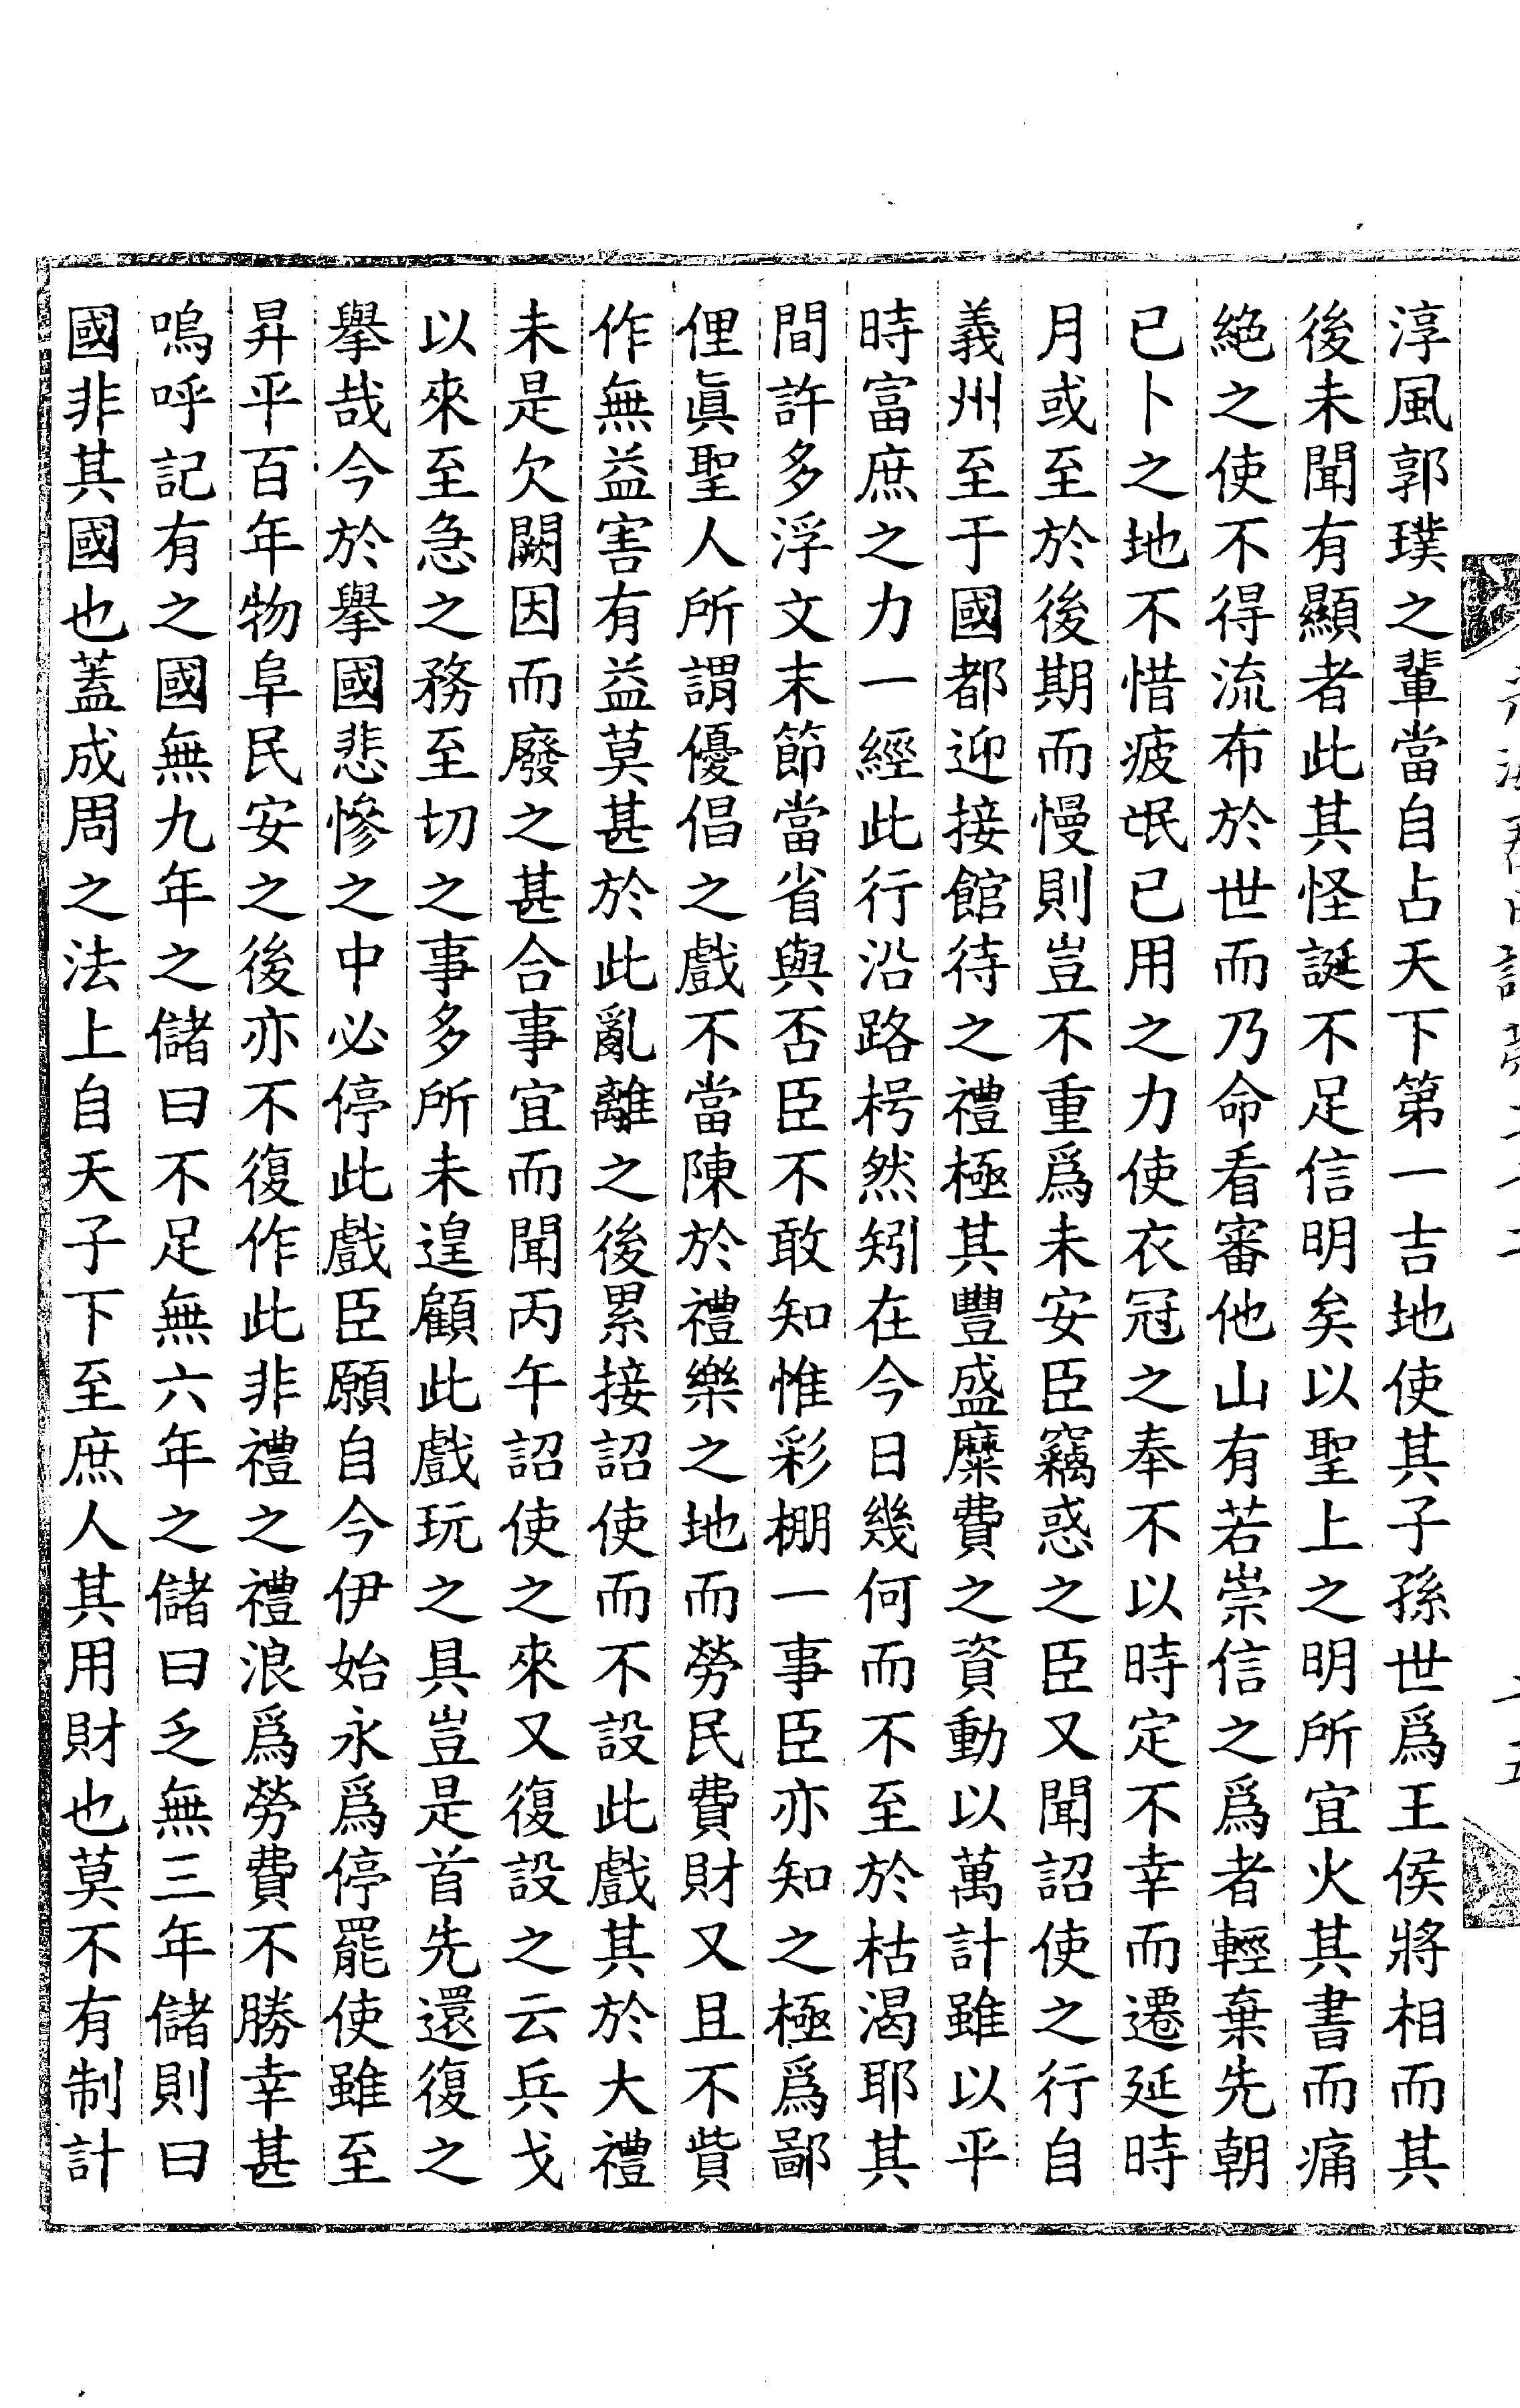 淳風郭璞之輩當自占天下第一吉地使其子孫世爲王侯將相而其
後未聞有顯者此其怪誕不足信明矣以聖上之明所宜火其書而痛
絕之使不得流布於世而乃命看審他山有若崇信之爲者輕棄先朝
已卜之地不惜疲氓已用之力使衣冠之奉不以時定不幸而遷延時
月或至於後期而慢則豈不重爲未安臣竊惑之臣又聞詔使之行自
義州至于國都迎接館待之禮極其豐盛糜費之資動以萬計雖以平
時富庶之力一經此行沿路枵然矧在今日幾何而不至於枯渴耶其
間許多浮文末節當省與否臣不敢知惟彩棚一事臣亦知之極爲鄙
俚眞聖人所謂優倡之戲不當陳於禮樂之地而勞民費財又且不貲
作無益害有益莫甚於此亂離之後累接詔使而不設此戲其於大禮
未是欠闕因而廢之甚合事宜而聞丙午詔使之來又復設之云兵戈
以來至急之務至切之事多所未遑顧此戲玩之具豈是首先還復之
擧哉今於擧國悲慘之中必停此戲臣願自今伊始永爲停罷使雖至
昇平百年物阜民安之後亦不復作此非禮之禮浪爲勞費不勝幸甚
嗚呼記有之國無九年之儲曰不足無六年之儲曰乏無三年儲則曰
國非其國也蓋成周之法上自天子下至庶人其用財也莫不有制計